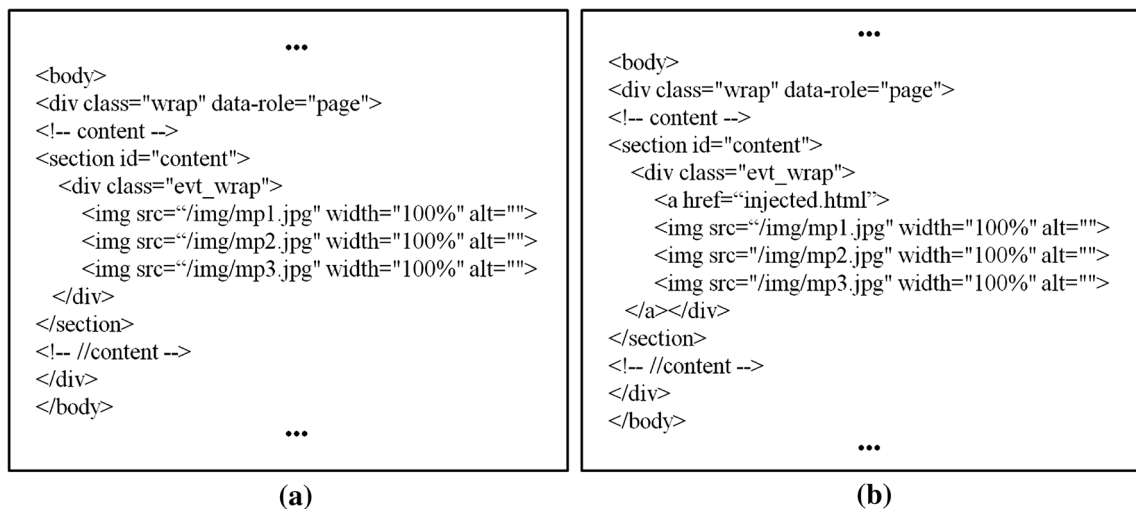 •••
<body>
<div class="wrap" data-role="page">
<!-- content -->
<section id="content">
<div class="evt_wrap">
<img src=“/img/mp1.jpg" width="100%" alt="">
<img src=“/img/mp2.jpg" width="100%" alt="">
<img src=“/img/mp3.jpg" width="100%" alt="">
</div>
</section>
<!-- //content -->
</div>
</body>
•••
(a)
•••
<body>
<div class="wrap" data-role="page">
<!-- content -->
<section id="content">
<div class="evt_wrap">
<a href=“injected.html”>
<img src=“/img/mp1.jpg" width="100%" alt="">
<img src="/img/mp2.jpg" width="100%" alt="">
<img src="/img/mp3.jpg" width="100%" alt="">
</a></div>
</section>
<!-- //content -->
</div>
</body>
•••
(b)